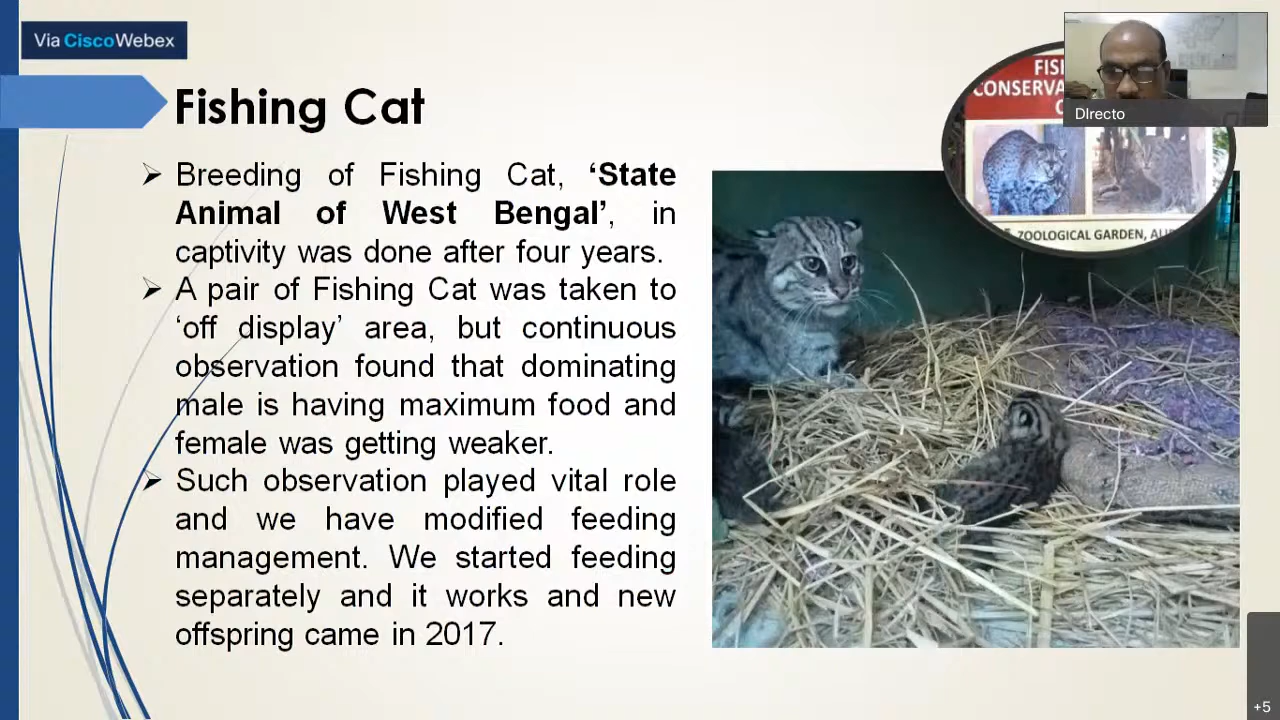 Via CiscoWebex
Fishing Cat
➢ Breeding of Fishing Cat, ‘State
Animal of West Bengal’, in
captivity was done after four years.
➢ A pair of Fishing Cat was taken to
‘off display’ area, but continuous
observation found that dominating
male is having maximum food and
female was getting weaker.
➢ Such observation played vital role
and we have modified feeding
management. We started feeding
separately and it works and new
offspring came in 2017.
DIrecto
ZOOLOGICAL GARDEN,
+5